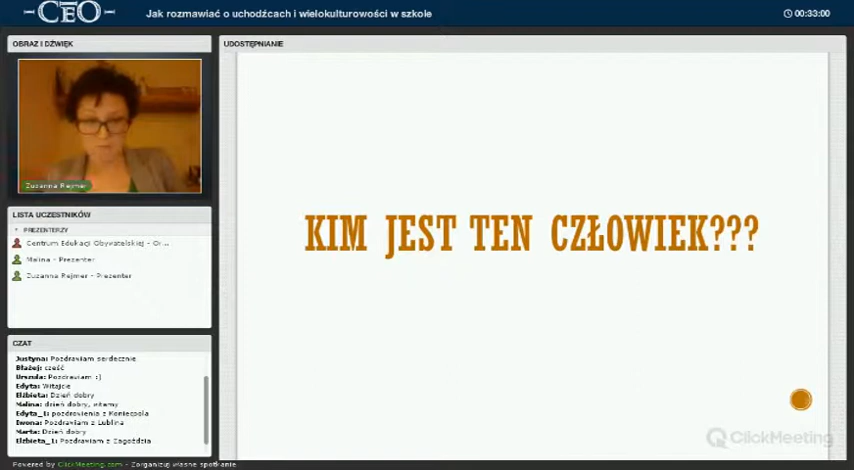 CEO
Jak rozmawiać o uchodźcach i wielokulturowości w szkole
00:33:00
OBRAZ I DŹWIĘK
Zuzanna Rejmer
LISTA UCZESTNIKÓW
PREZENTERZY
Centrum Edukacji Obywatelskiej - Or...
Malina - Prezenter
Zuzanna Rejmer - Prezenter
CZAT
Justyna: Pozdrawiam serdecznie
Błażej: cześć
Urszula: Pozdrawiam :)
Edyta: Witajcie
Elżbieta: Dzień dobry
Malina: dzień dobry, witamy
Edyta_1: pozdrowienia z Koniecpola
Iwona: Pozdrawiam z Lublina
Marta: Dzień dobry
Elżbieta_1: Pozdrawiam z Zagożdzia
Powered by ClickMeeting.com - Zorganizuj własne spotkanie
UDOSTĘPNIANIE
KIM JEST TEN CZŁOWIEK???
ClickMeeting